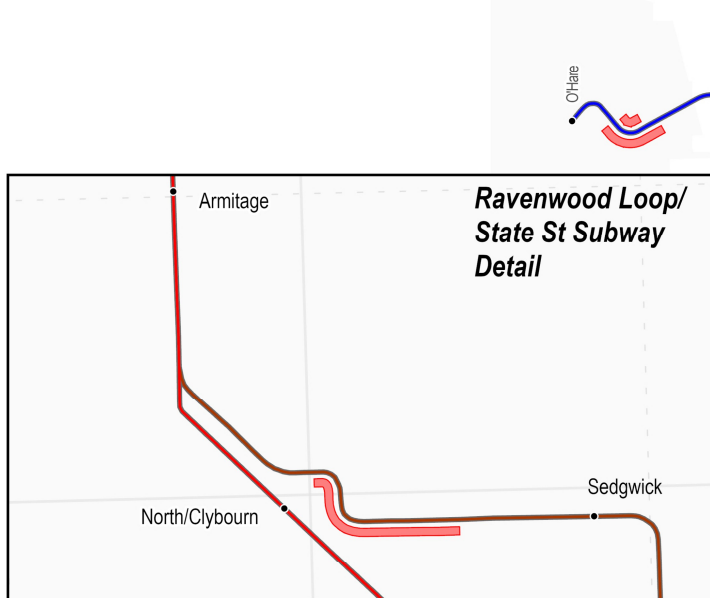 O'Hare
Ravenwood Loop/
State St Subway
Detail
Armitage
Sedgwick
North/Clybourn